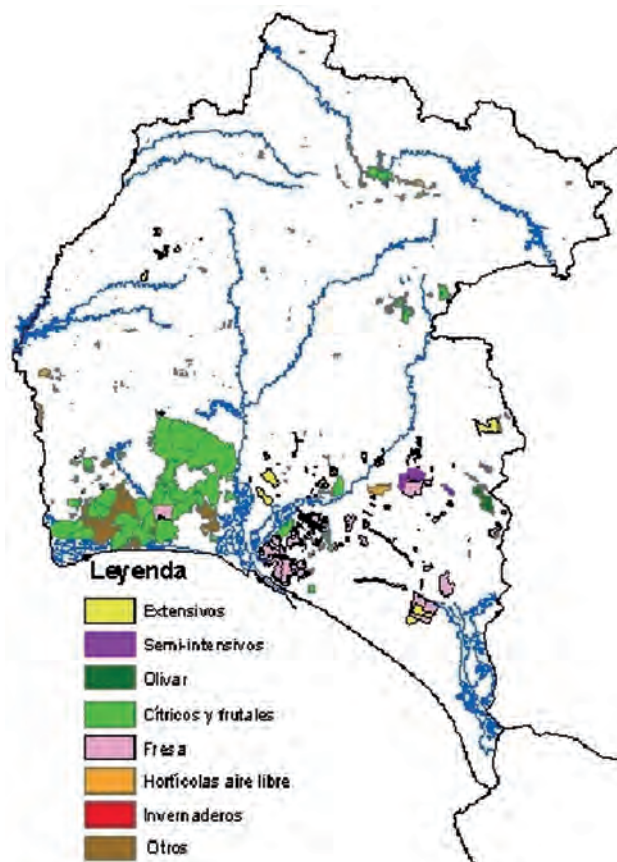 Leyenda
Extensivos
Semi-intensivos
Olivar
Cítricos y frutales
Fresa
Hortícolas aire libre
Invernaderos
Otros